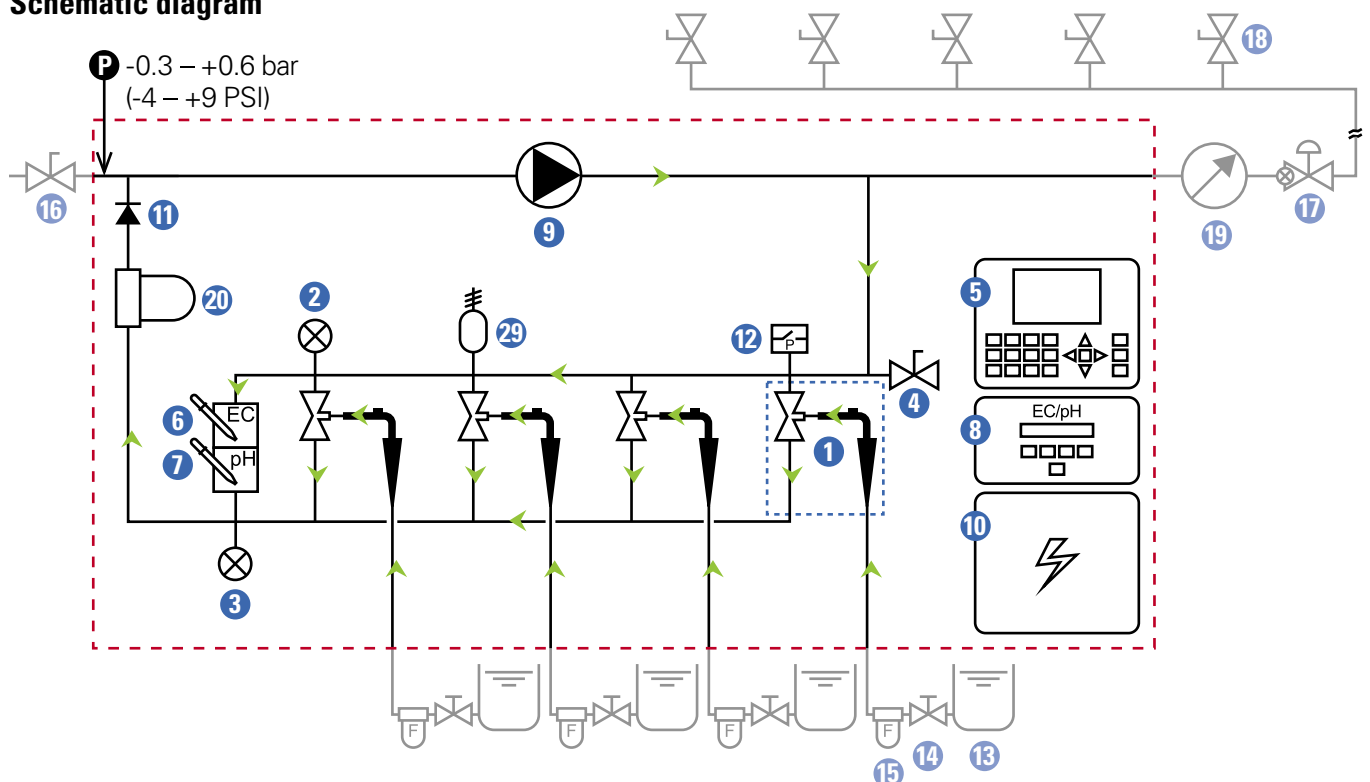 Schematic diagram
P -0.3 – +0.6 bar
(-4 – +9 PSI)
18
16
11
9
19
17
20
2
29
12
5
4
6
EC
7
pH
1
8
EC/pH
3
10
P
F
F
F
F
15
14
13